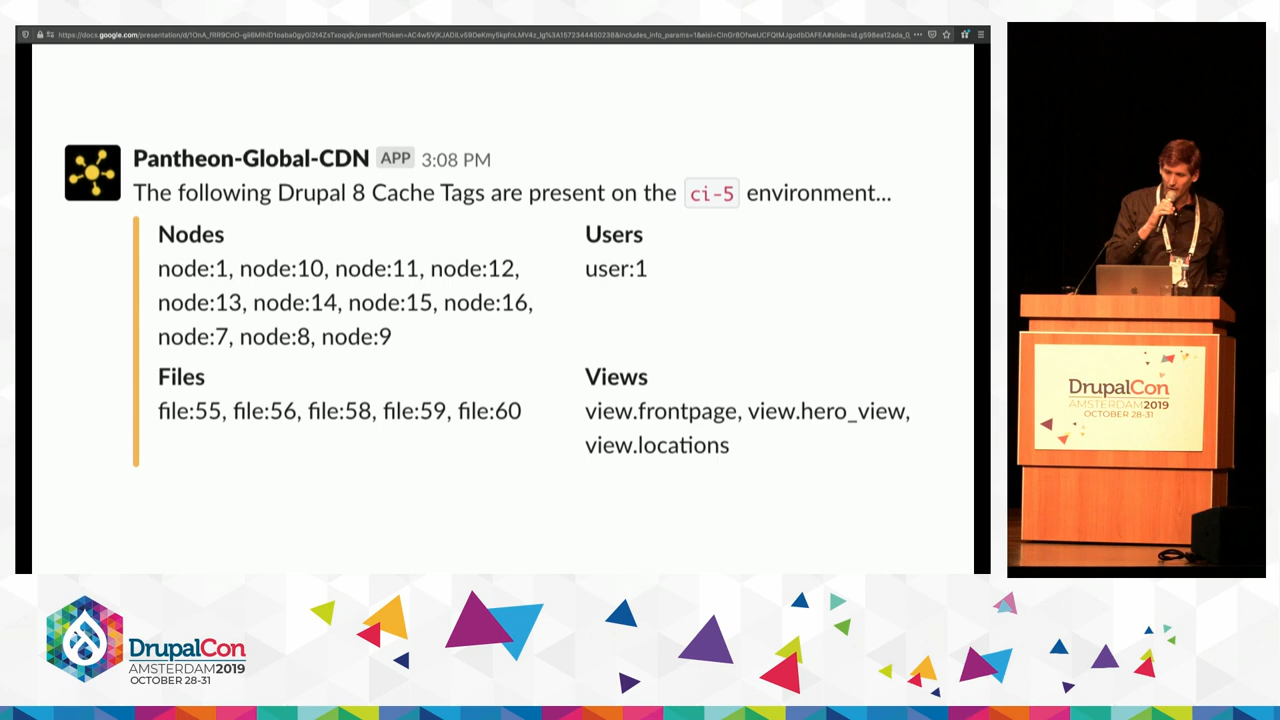 Pantheon-Global-CDN APP 3:08 PM
The following Drupal 8 Cache Tags are present on the ci-5 environment...
Nodes
node:1, node:10, node:11, node:12,
node:13, node:14, node:15, node:16,
node:7, node:8, node:9
Users
user:1
Files
file:55, file:56, file:58, file:59, file:60
Views
view.frontpage, view.hero_view,
view.locations
DrupalCon
AMSTERDAM2019
OCTOBER 28-31
DrupalCon
AMSTERDAM2019
OCTOBER 28-31